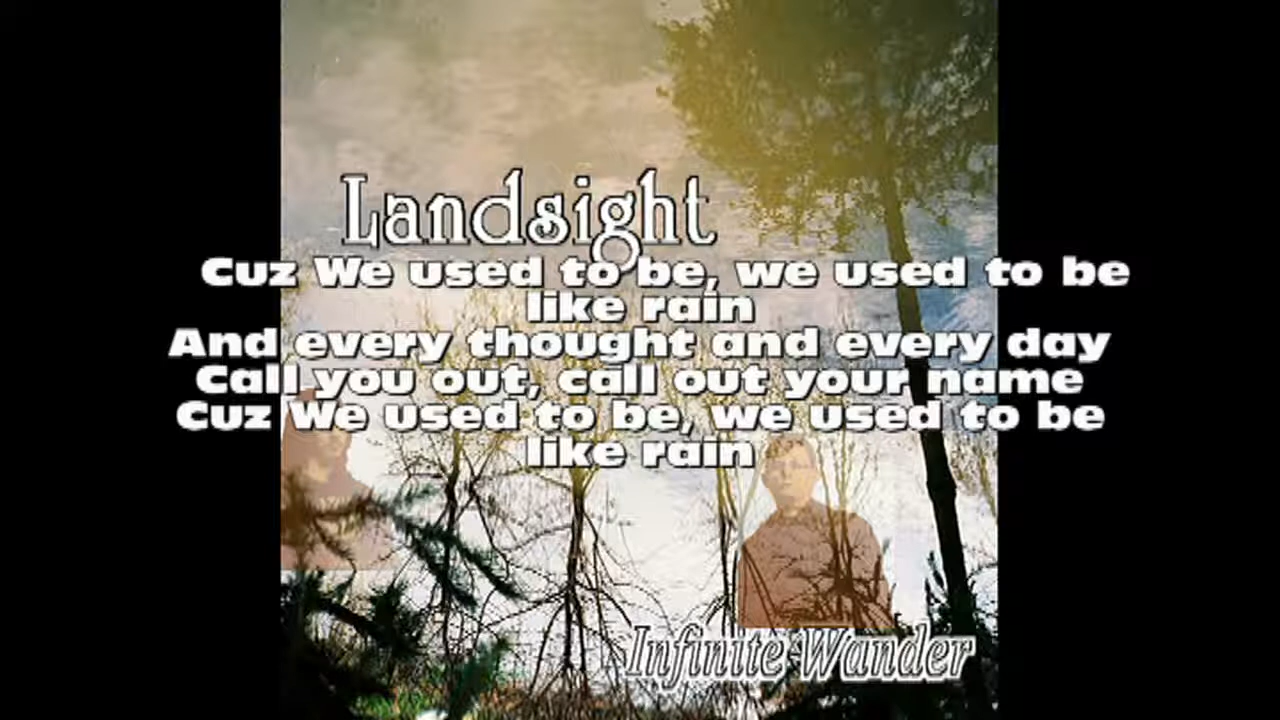 Landsight
Cuz We used to be, we used to be
like rain
And every thought and every day
Call you out, call out your name
Cuz We used to be, we used to be
like rain
Infinite Wander